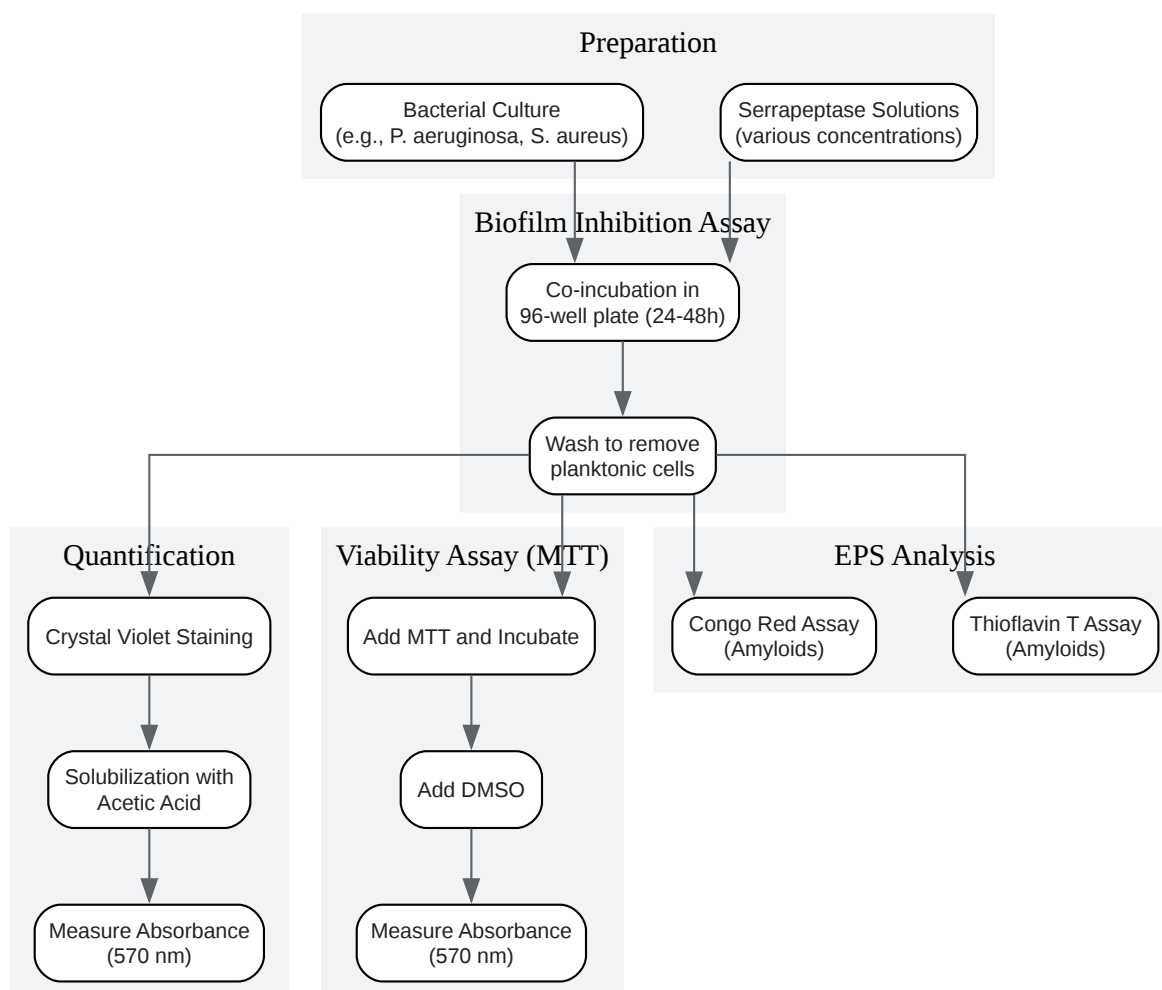 Preparation
Bacterial Culture
(e.g., P. aeruginosa, S. aureus)
Serrapeptase Solutions
(various concentrations)
Biofilm Inhibition Assay
Co-incubation in
96-well plate (24-48h)
Wash to remove
planktonic cells
Quantification
Crystal Violet Staining
Solubilization with
Acetic Acid
Measure Absorbance
(570 nm)
Viability Assay (MTT)
Add MTT and Incubate
Add DMSO
Measure Absorbance
(570 nm)
EPS Analysis
Congo Red Assay
(Amyloids)
Thioflavin T Assay
(Amyloids)